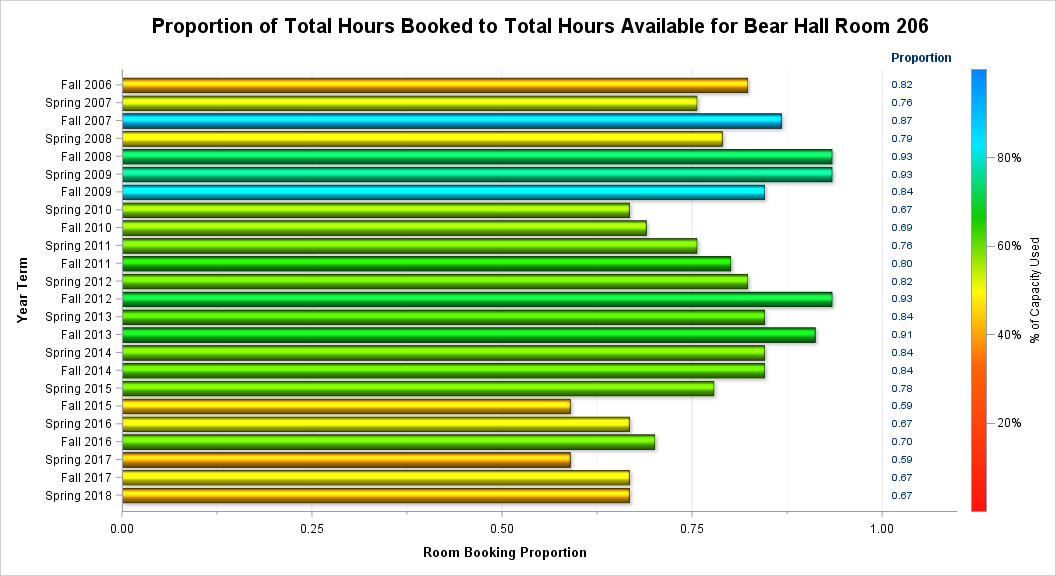 Proportion of Total Hours Booked to Total Hours Available for Bear Hall Room 206
Proportion
Fall 2006 0.82
Spring 2007 0.76
Fall 2007 0.87
Spring 2008 0.79
Fall 2008 0.93
Spring 2009 0.93
Fall 2009 0.84
Spring 2010 0.67
Fall 2010 0.69
Spring 2011 0.76
Fall 2011 0.80
Spring 2012 0.82
Fall 2012 0.93
Spring 2013 0.84
Fall 2013 0.91
Spring 2014 0.84
Fall 2014 0.84
Spring 2015 0.78
Fall 2015 0.59
Spring 2016 0.67
Fall 2016 0.70
Spring 2017 0.59
Fall 2017 0.67
Spring 2018 0.67
Year Term
0.00 0.25 0.50 0.75 1.00
Room Booking Proportion
80%
60%
40%
20%
% of Capacity Used